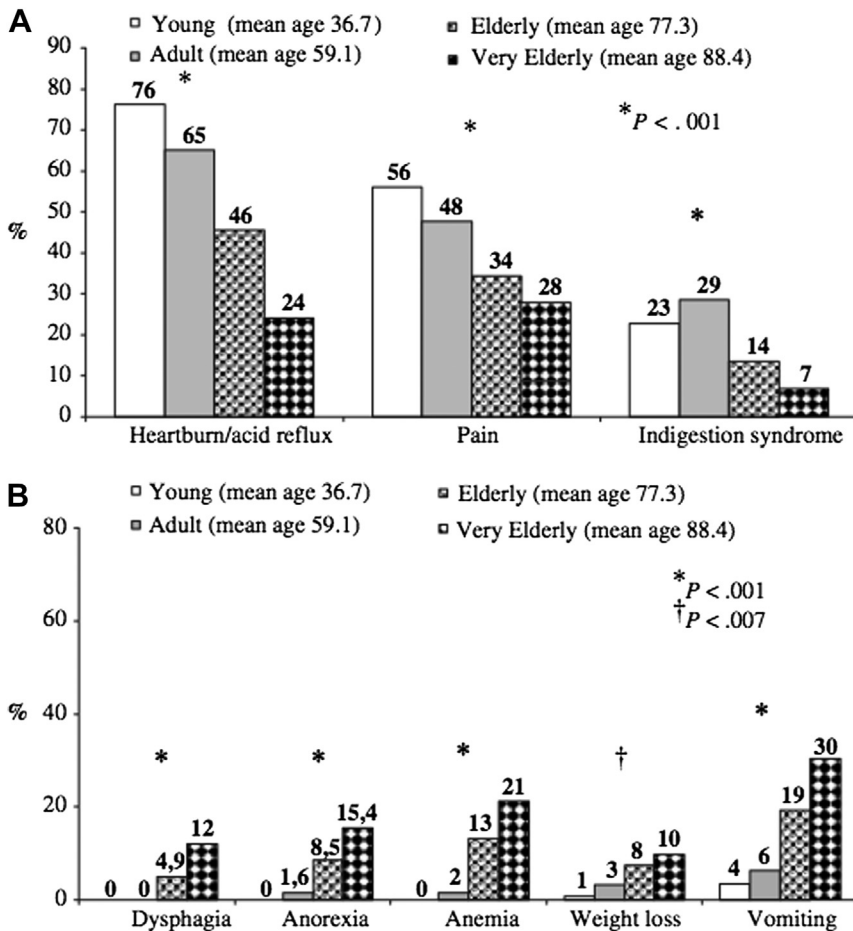 A
Young (mean age 36.7)
Elderly (mean age 77.3)
Adult (mean age 59.1)
Very Elderly (mean age 88.4)
90
80
70
60
50
40
30
20
10
0
%
*
*
*
*P < . 001
76
65
46
24
56
48
34
28
23
29
14
7
Heartburn/acid reflux
Pain
Indigestion syndrome
B
Young (mean age 36.7)
Elderly (mean age 77.3)
Adult (mean age 59.1)
Very Elderly (mean age 88.4)
80
60
40
20
0
%
*P < .001
†P < .007
*
*
*
†
*
0
0
4,9
12
0
1,6
8,5
15,4
0
2
13
21
1
3
8
10
4
6
19
30
Dysphagia
Anorexia
Anemia
Weight loss
Vomiting